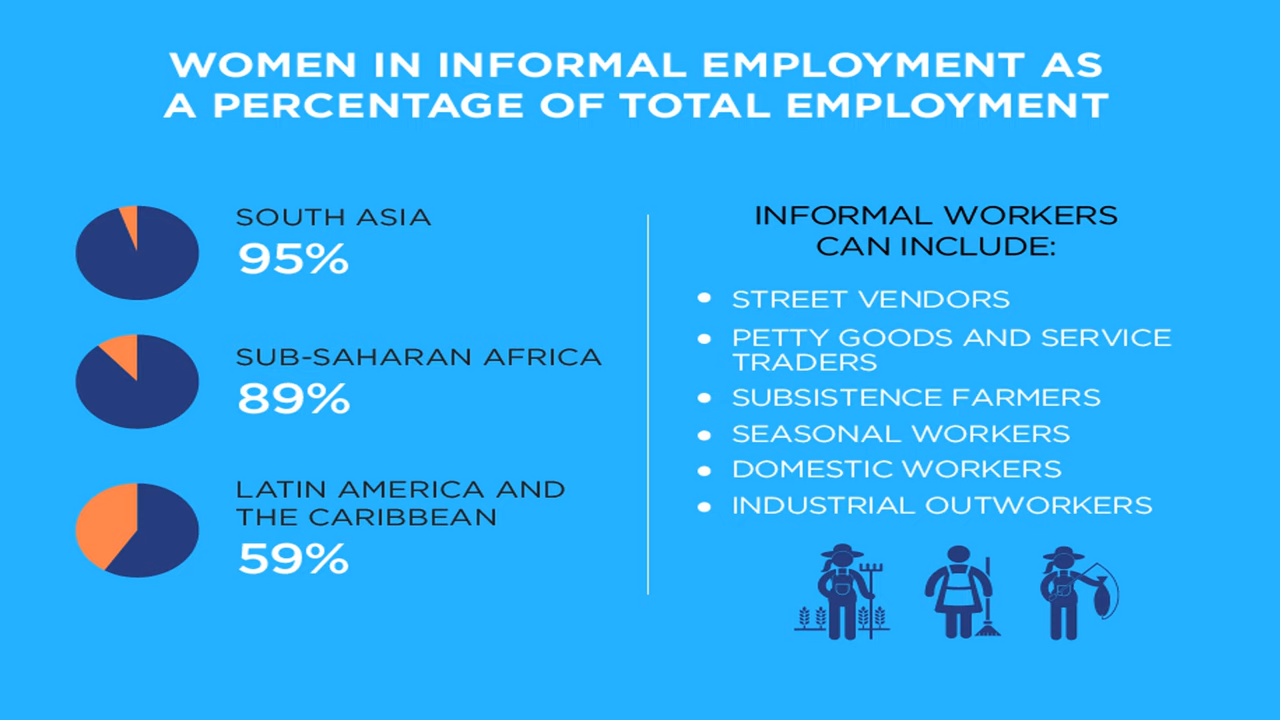 WOMEN IN INFORMAL EMPLOYMENT AS
A PERCENTAGE OF TOTAL EMPLOYMENT
SOUTH ASIA
95%
SUB-SAHARAN AFRICA
89%
LATIN AMERICA AND
THE CARIBBEAN
59%
INFORMAL WORKERS
CAN INCLUDE:
• STREET VENDORS
• PETTY GOODS AND SERVICE
TRADERS
• SUBSISTENCE FARMERS
• SEASONAL WORKERS
• DOMESTIC WORKERS
• INDUSTRIAL OUTWORKERS